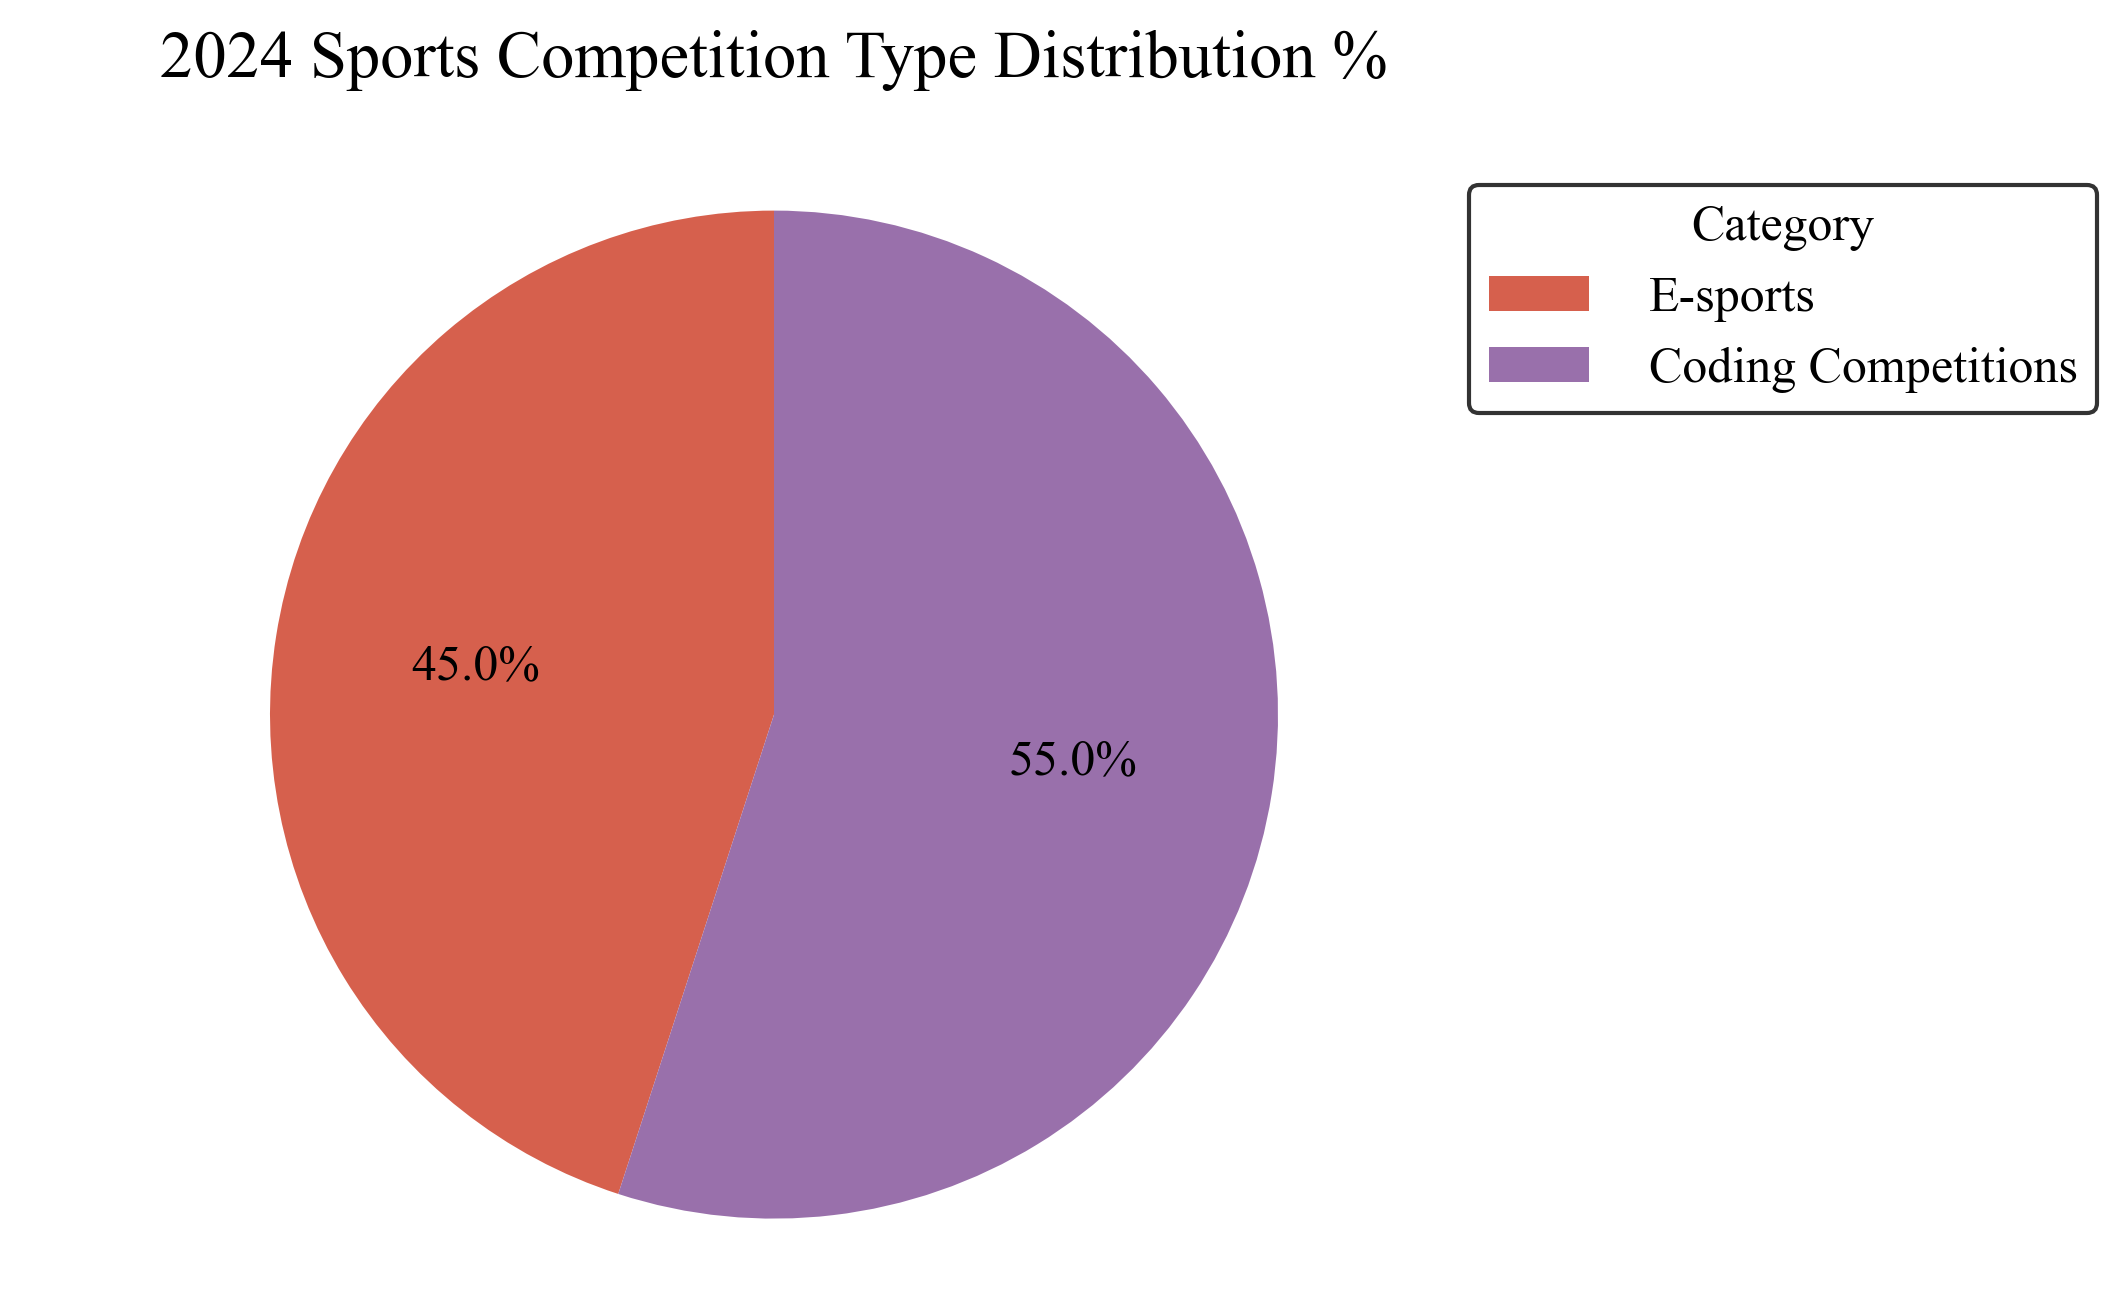 2024 Sports Competition Type Distribution %
Category
E-sports
Coding Competitions
45.0%
55.0%